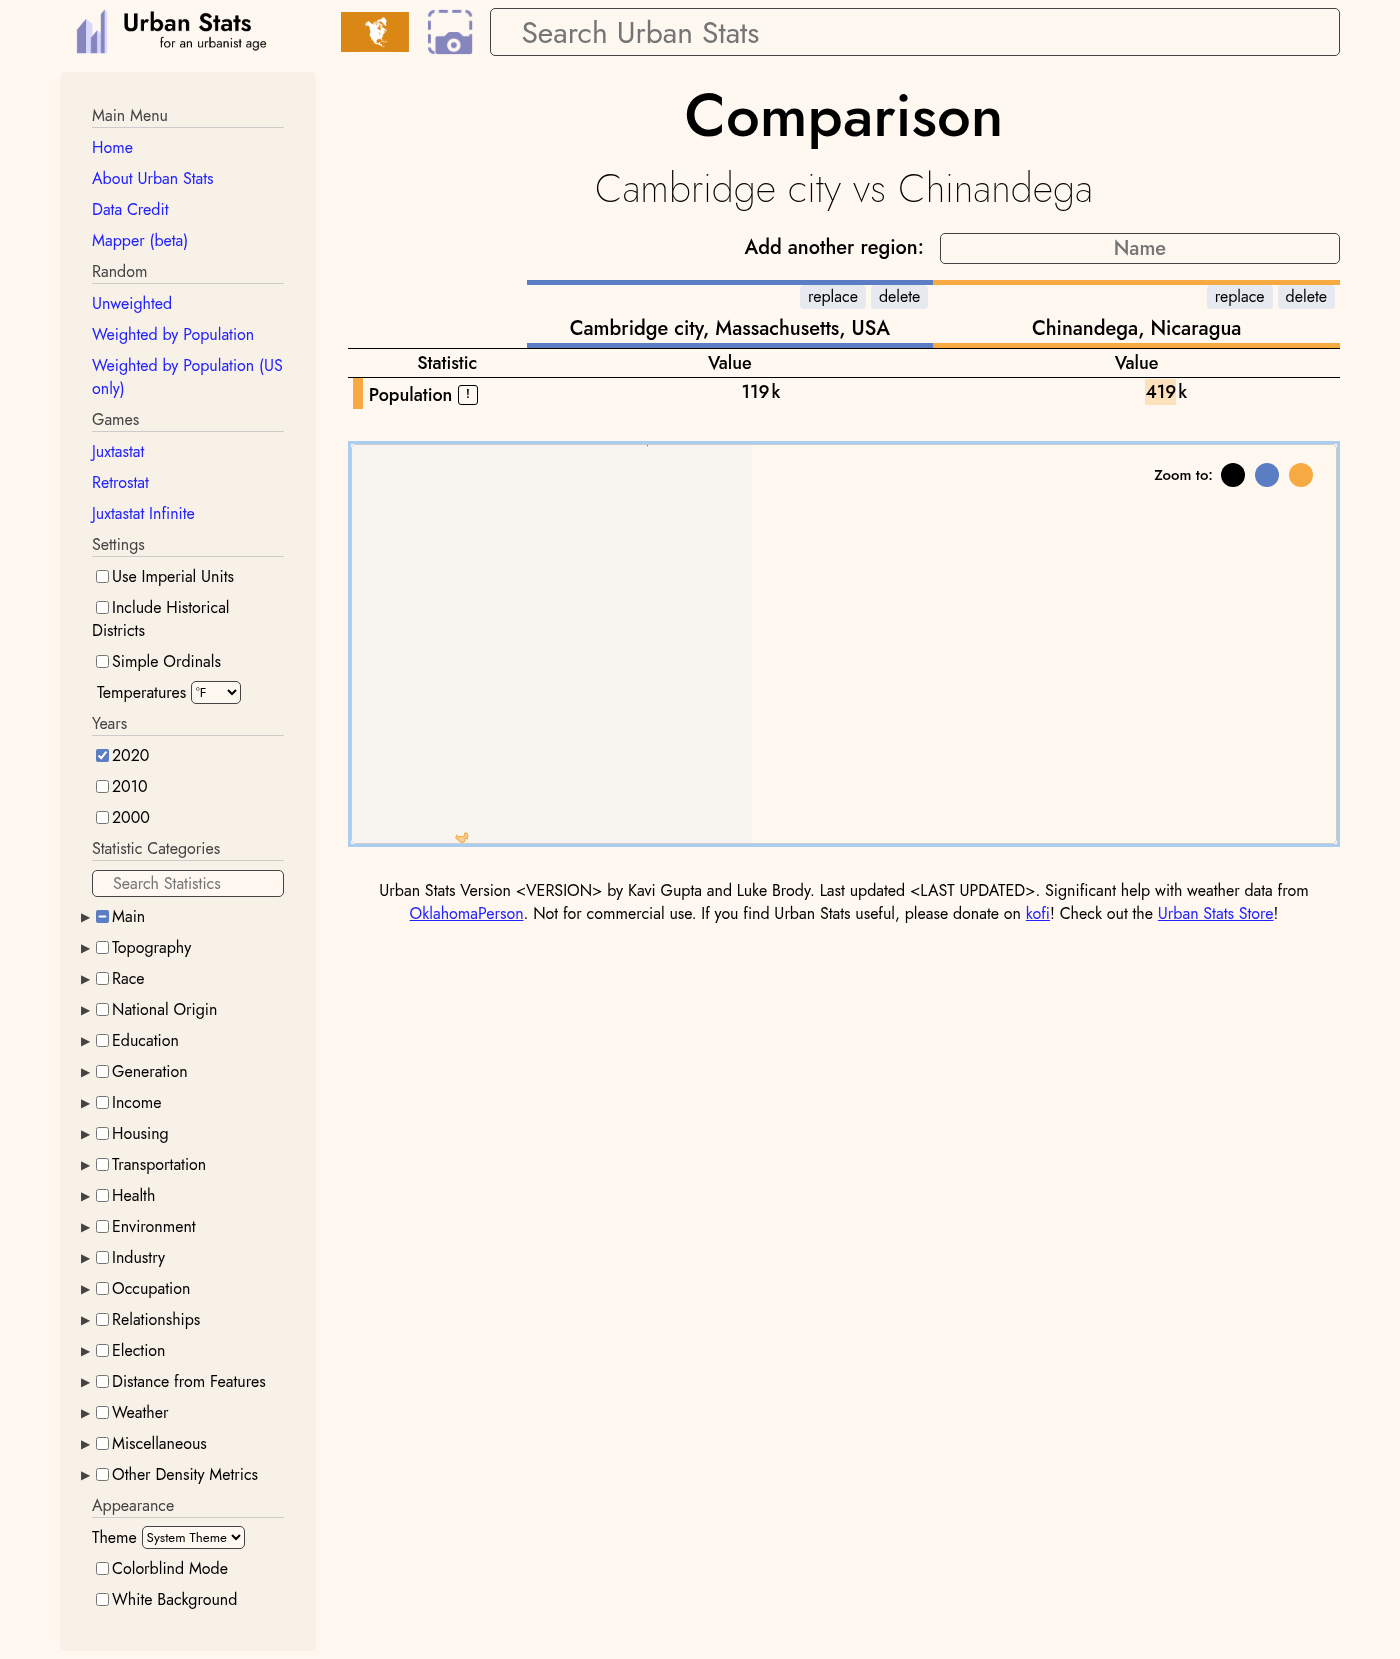 Urban Stats
for an urbanist age
Search Urban Stats
Main Menu
Home
About Urban Stats
Data Credit
Mapper (beta)
Random
Unweighted
Weighted by Population
Weighted by Population (US
only)
Games
Juxtastat
Retrostat
Juxtastat Infinite
Settings
Use Imperial Units
Include Historical
Districts
Simple Ordinals
Temperatures °F
Years
2020
2010
2000
Statistic Categories
Search Statistics
Main
Topography
Race
National Origin
Education
Generation
Income
Housing
Transportation
Health
Environment
Industry
Occupation
Relationships
Election
Distance from Features
Weather
Miscellaneous
Other Density Metrics
Appearance
Theme System Theme
Colorblind Mode
White Background
Comparison
Cambridge city vs Chinandega
Add another region: Name
replace delete replace delete
Cambridge city, Massachusetts, USA Chinandega, Nicaragua
Statistic Value Value
Population ! 119k 419k
Zoom to:
Urban Stats Version <VERSION> by Kavi Gupta and Luke Brody. Last updated <LAST UPDATED>. Significant help with weather data from
OklahomaPerson. Not for commercial use. If you find Urban Stats useful, please donate on kofi! Check out the Urban Stats Store!